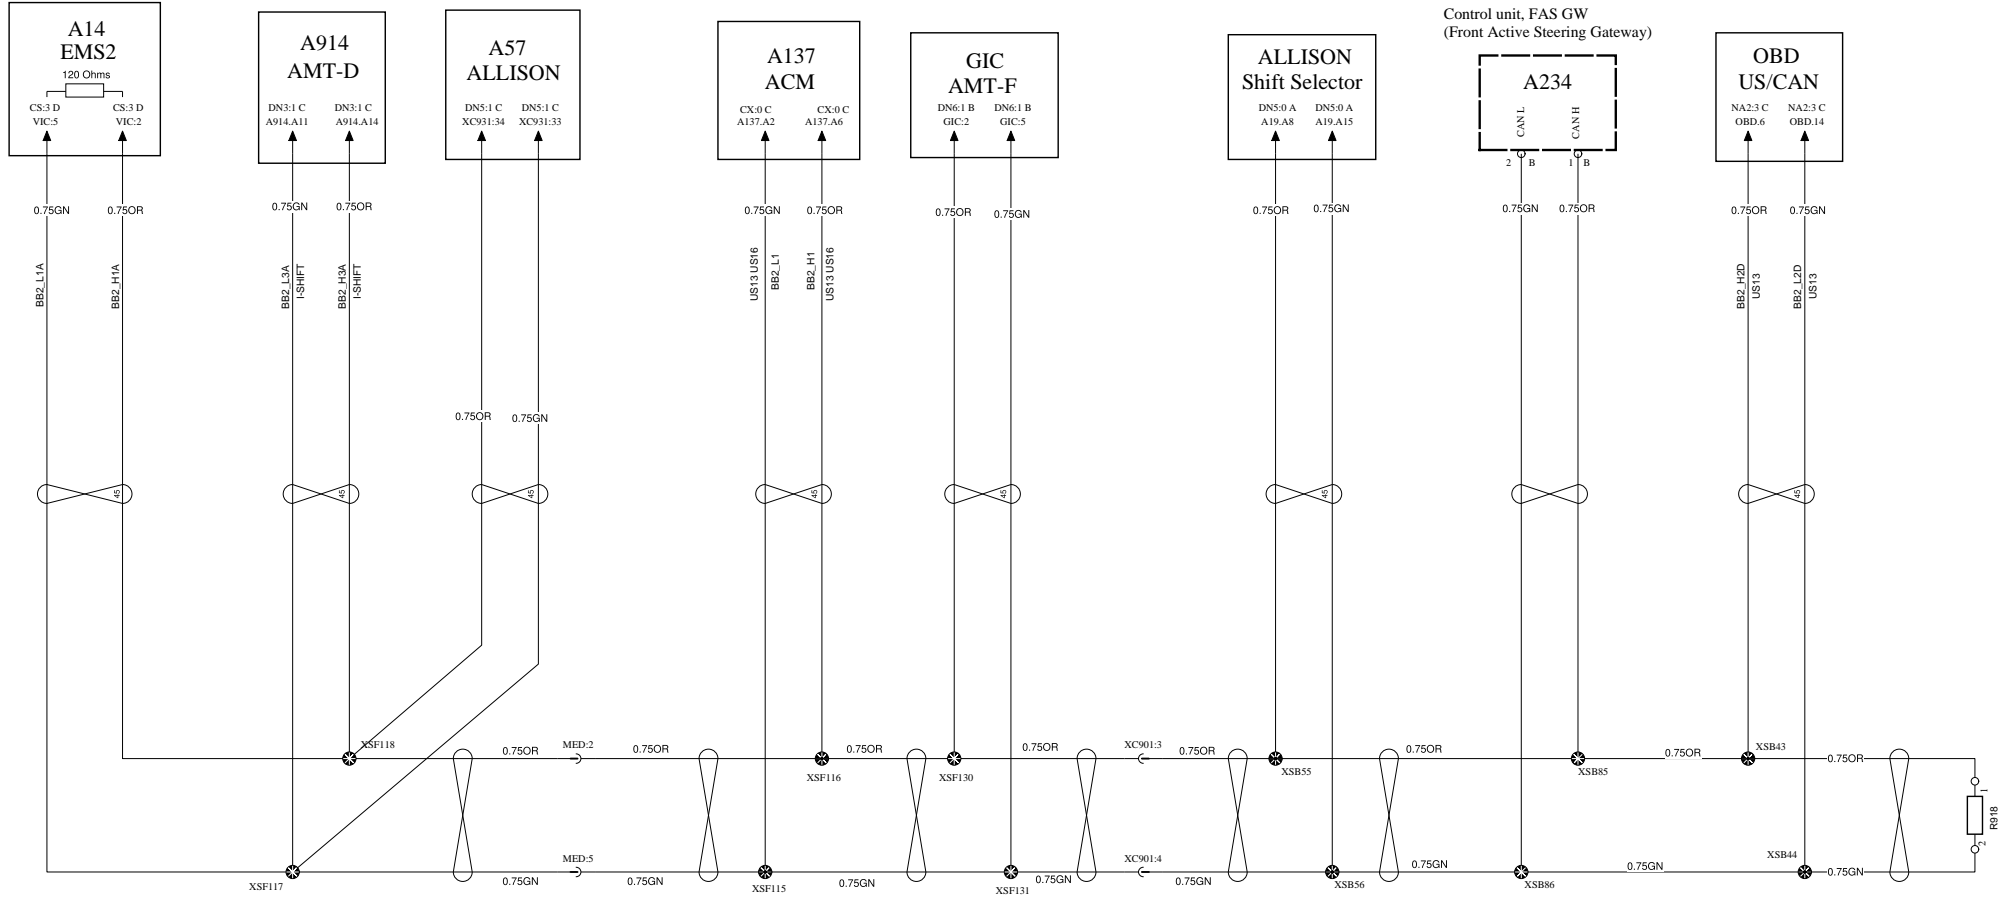 Control unit, FAS GW
(Front Active Steering Gateway)
A14
EMS2
120 Ohms
CS:3 D CS:3 D
VIC:5 VIC:2
A914
AMT-D
DN3:1 C DN3:1 C
A914.A11 A914.A14
A57
ALLISON
DN5:1 C DN5:1 C
XC931:34 XC931:33
A137
ACM
CX:0 C CX:0 C
A137.A2 A137.A6
GIC
AMT-F
DN6:1 B DN6:1 B
GIC:2 GIC:5
ALLISON
Shift Selector
DN5:0 A DN5:0 A
A19.A8 A19.A15
A234
CAN L CAN H
2 B 1 B
OBD
US/CAN
NA2:3 C NA2:3 C
OBD.6 OBD.14
0.75GN 0.75OR 0.75GN 0.75OR 0.75GN 0.75OR 0.75OR 0.75GN 0.75OR 0.75GN 0.75GN 0.75OR 0.75OR 0.75GN
BB2_L1A
BB2_H1A
BB2_L3A
I-SHIFT
BB2_H3A
I-SHIFT
US13 US16
BB2_L1
BB2_H1
US13 US16
BB2_H2D
US13
BB2_L2D
US13
0.75OR 0.75GN
45 45 45 45 45 45 45
XSF118 0.75OR MED:2 0.75OR 0.75OR 0.75OR XC901:3 0.75OR 0.75OR 0.75OR XSB43 0.75OR
XSF116 XSF130 XSB55 XSB85
1
R918
2
MED:5 XC901:4 XSB44
0.75GN 0.75GN 0.75GN 0.75GN 0.75GN 0.75GN 0.75GN 0.75GN
XSF117 XSF115 XSF131 XSB56 XSB86